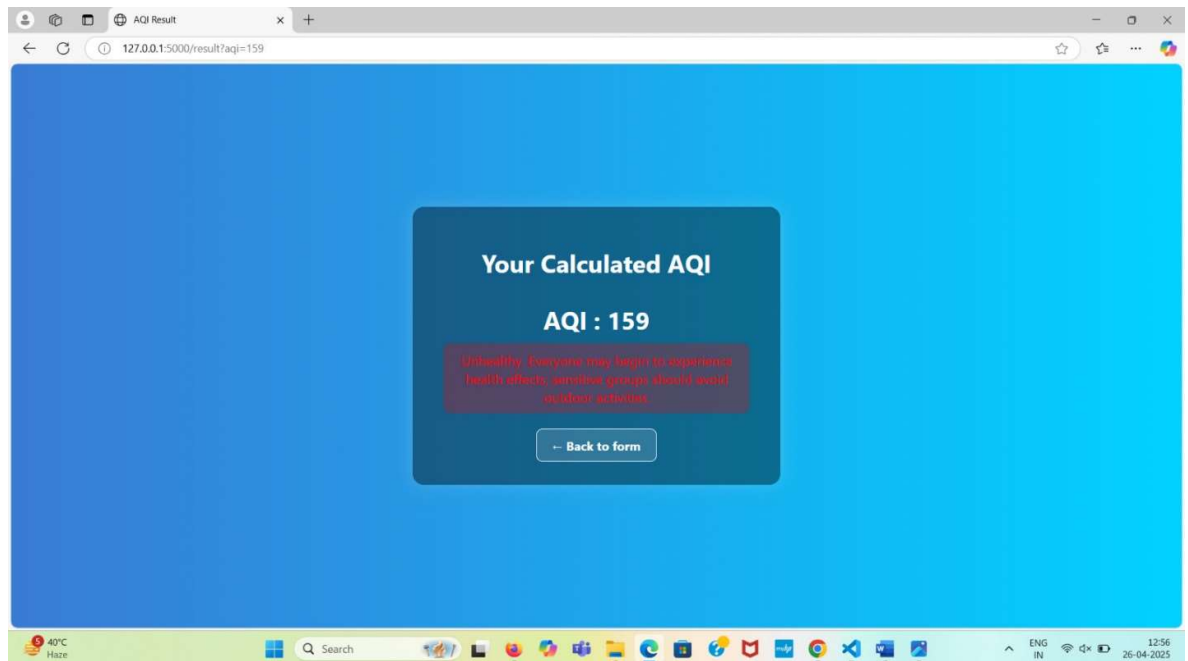 AQI Result
127.0.0.1:5000/result?aqi=159
Your Calculated AQI
AQI : 159
Unhealthy. Everyone may begin to experience
health effects; sensitive groups should avoid
outdoor activities.
← Back to form
5
40°C
Haze
Search
ENG
IN
12:56
26-04-2025